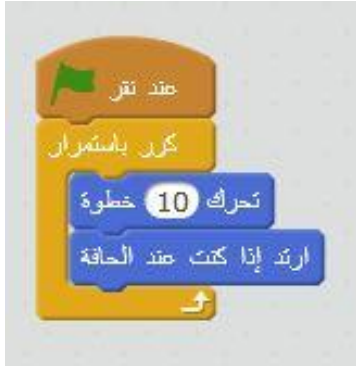 عند نقر
كرر باستمرار
تحرك 10 خطوة
ارتد إذا كنت عند الحافة